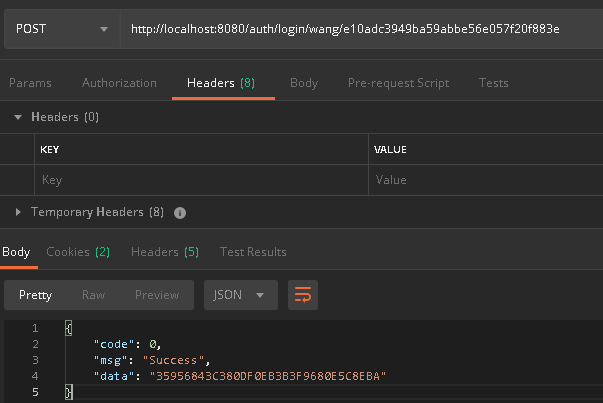 POST http://localhost:8080/auth/login/wang/e10adc3949ba59abbe56e057f20f883e
Params Authorization Headers (8) Body Pre-request Script Tests
Headers (0)
KEY VALUE
Key Value
Temporary Headers (8) i
Body Cookies (2) Headers (5) Test Results
Pretty Raw Preview JSON
1 {
2 "code": 0,
3 "msg": "Success",
4 "data": "35956843C380DF0EB3B3F9680E5C8EBA"
5 }